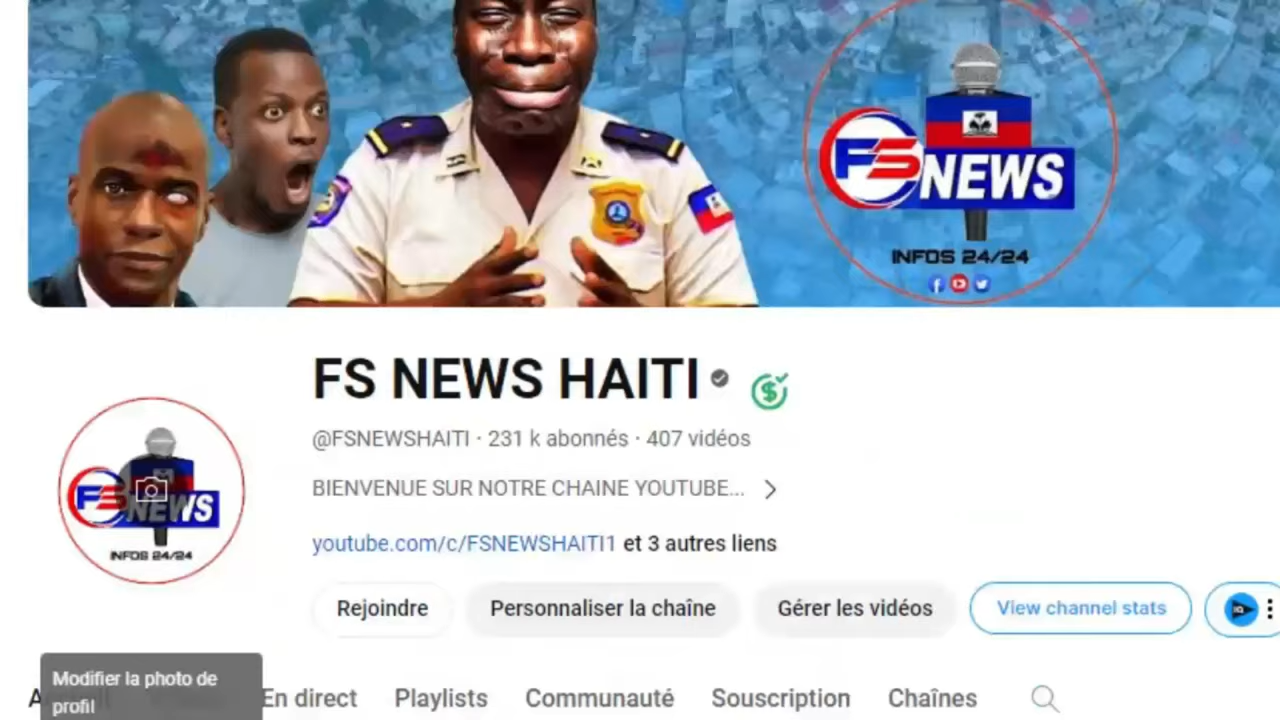 FS NEWS
INFOS 24/24
FS NEWS HAITI
@FSNEWSHAITI · 231 k abonnés · 407 vidéos
BIENVENUE SUR NOTRE CHAINE YOUTUBE...
youtube.com/c/FSNEWSHAITI1 et 3 autres liens
FS NEWS
INFOS 24/24
Rejoindre
Personnaliser la chaîne
Gérer les vidéos
View channel stats
Modifier la photo de
profil
En direct
Playlists
Communauté
Souscription
Chaînes